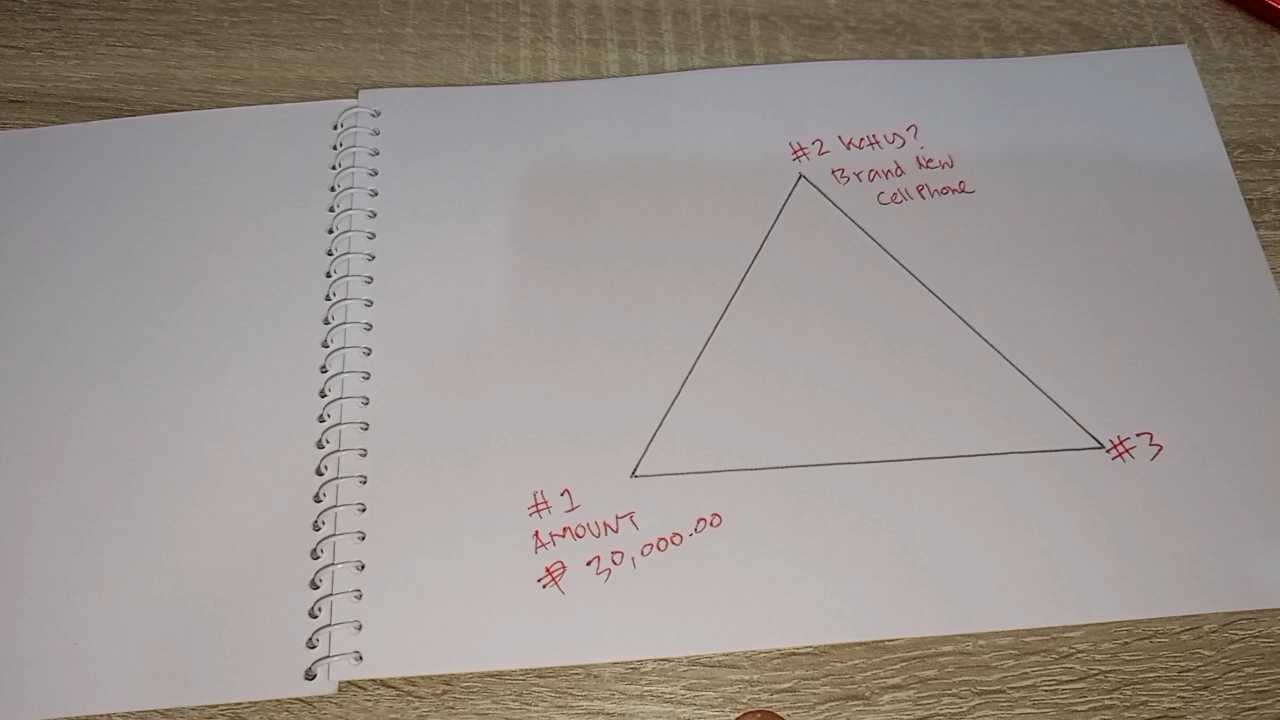 #2 WHY?
Brand New
Cell Phone
#3
#1
AMOUNT
₱ 30,000.00